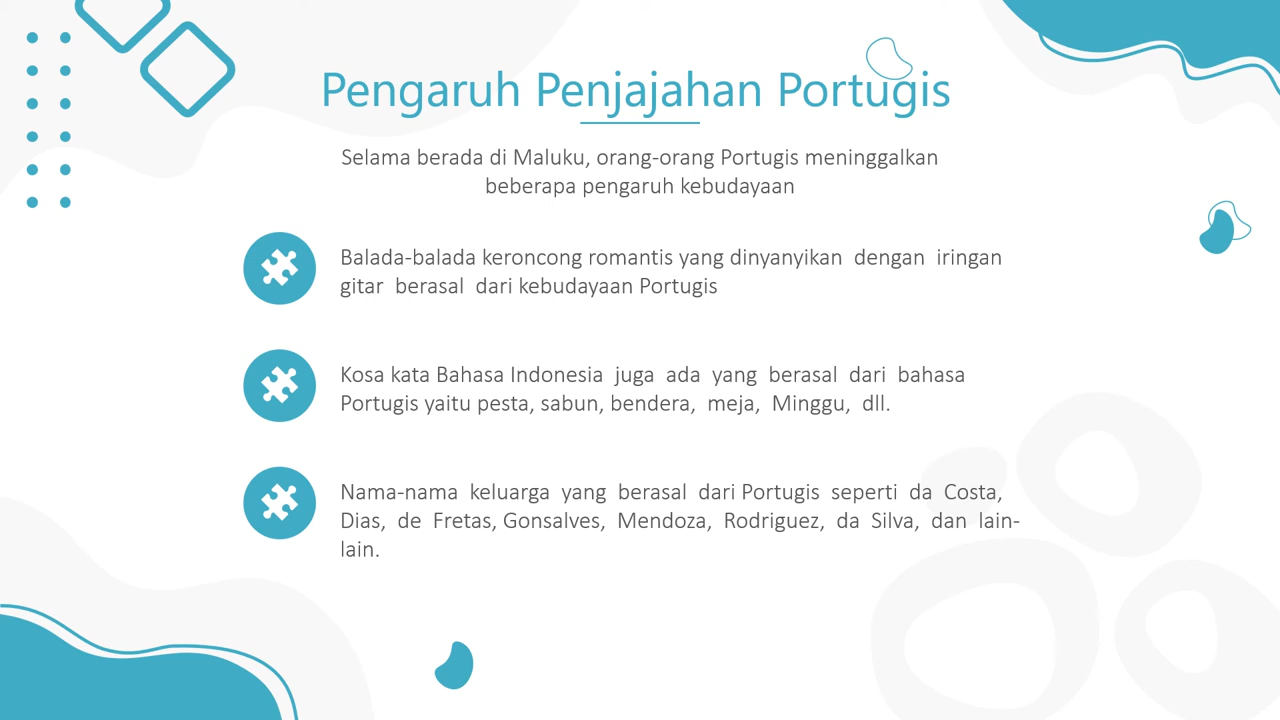 Pengaruh Penjajahan Portugis
Selama berada di Maluku, orang-orang Portugis meninggalkan
beberapa pengaruh kebudayaan
Balada-balada keroncong romantis yang dinyanyikan dengan iringan
gitar berasal dari kebudayaan Portugis
Kosa kata Bahasa Indonesia juga ada yang berasal dari bahasa
Portugis yaitu pesta, sabun, bendera, meja, Minggu, dll.
Nama-nama keluarga yang berasal dari Portugis seperti da Costa,
Dias, de Fretas, Gonsalves, Mendoza, Rodriguez, da Silva, dan lain-
lain.